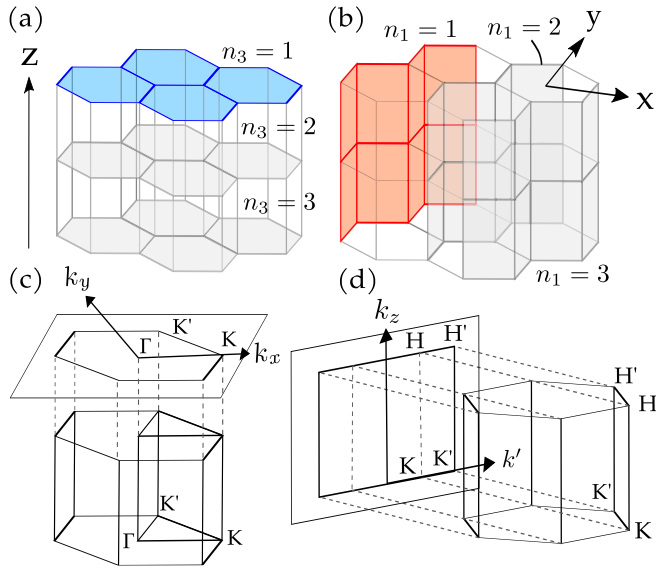 (a)
z
n₃ = 1
n₃ = 2
n₃ = 3
(b)
n₁ = 1
n₁ = 2
y
x
n₁ = 3
(c)
k_y
K'
K
Γ
k_x
K'
Γ
K
(d)
k_z
H
H'
K
K'
k'
H'
H
K'
K